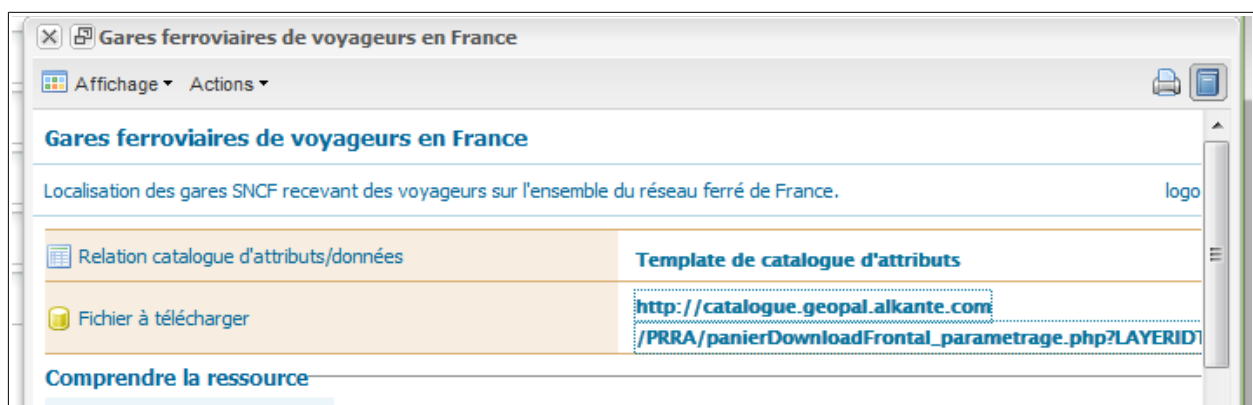 Gares ferroviaires de voyageurs en France
Affichage Actions
Gares ferroviaires de voyageurs en France
Localisation des gares SNCF recevant des voyageurs sur l'ensemble du réseau ferré de France. logo
Relation catalogue d'attributs/données Template de catalogue d'attributs
Fichier à télécharger http://catalogue.geopal.alkante.com
/PRRA/panierDownloadFrontal_parametrage.php?LAYERIDT
Comprendre la ressource